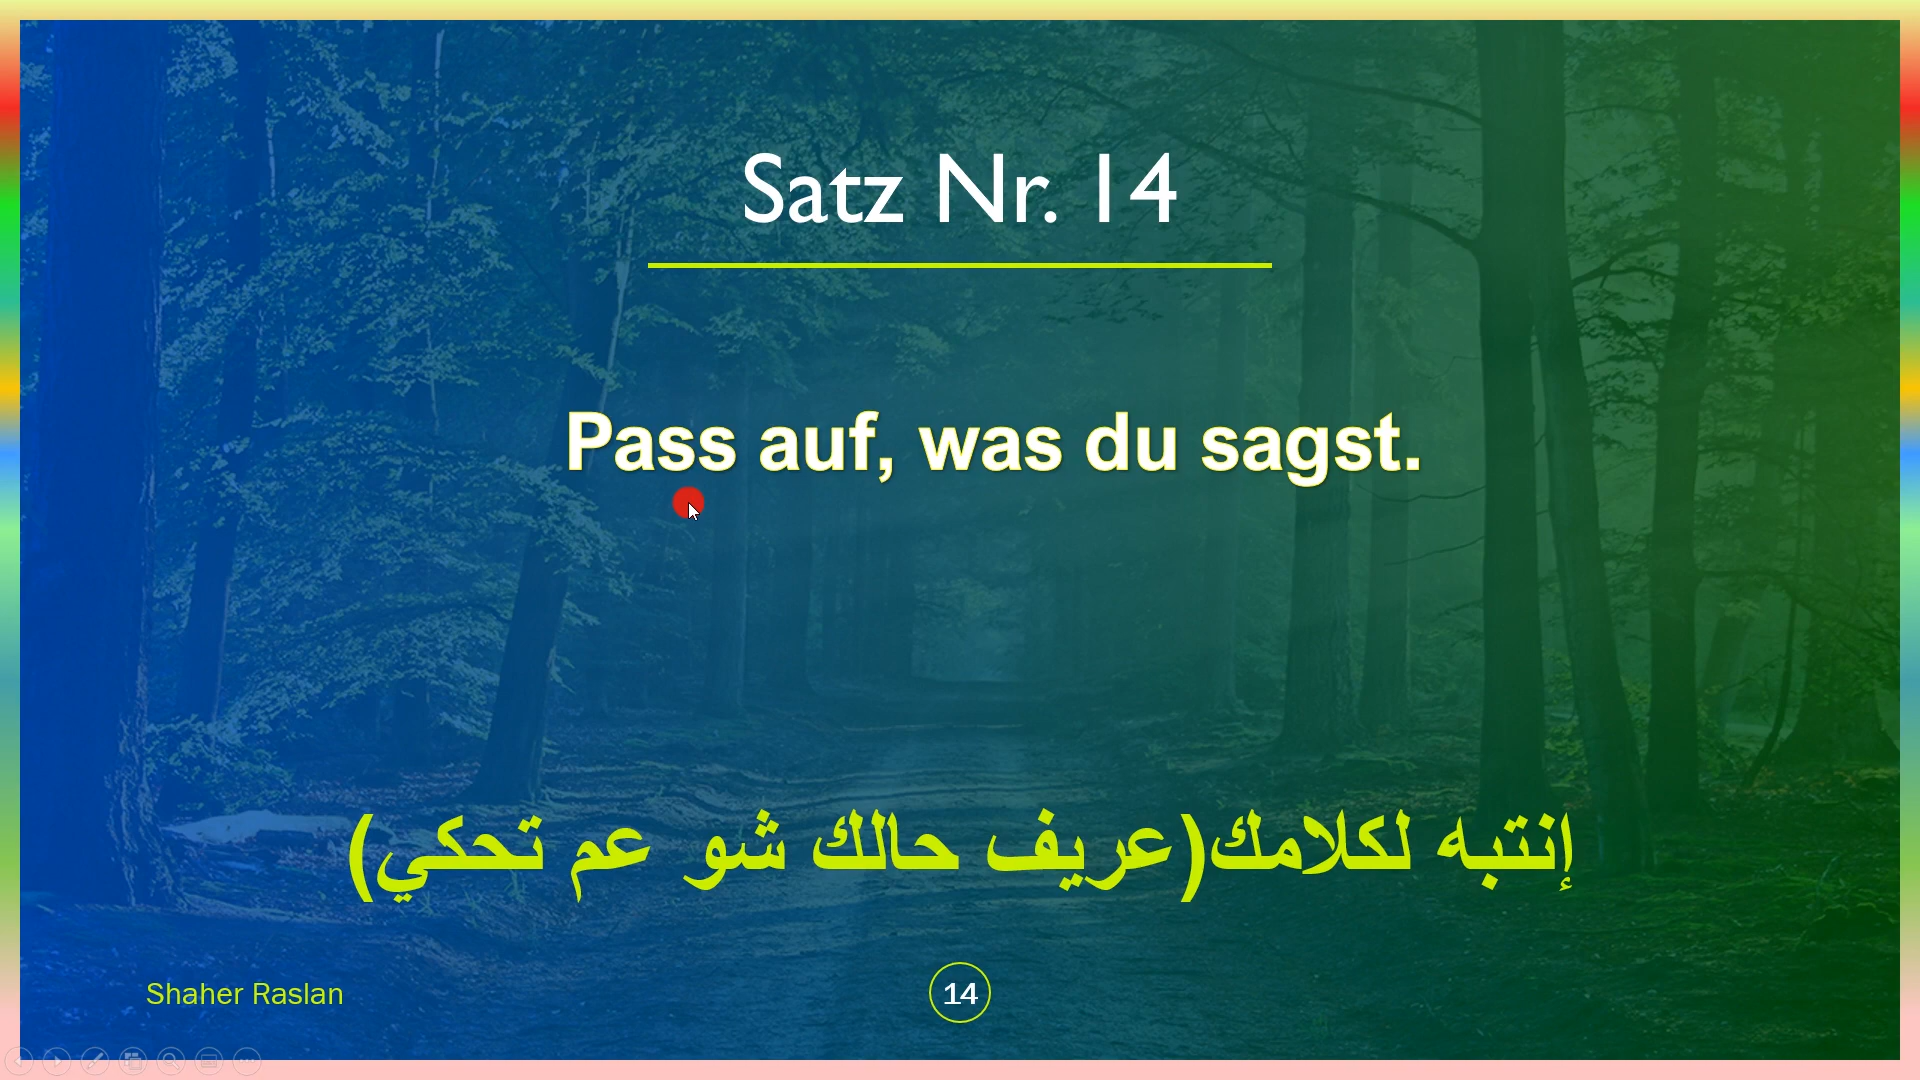 Satz Nr. 14
Pass auf, was du sagst.
إنتبه لكلامك(عريف حالك شو عم تحكي)
Shaher Raslan
14